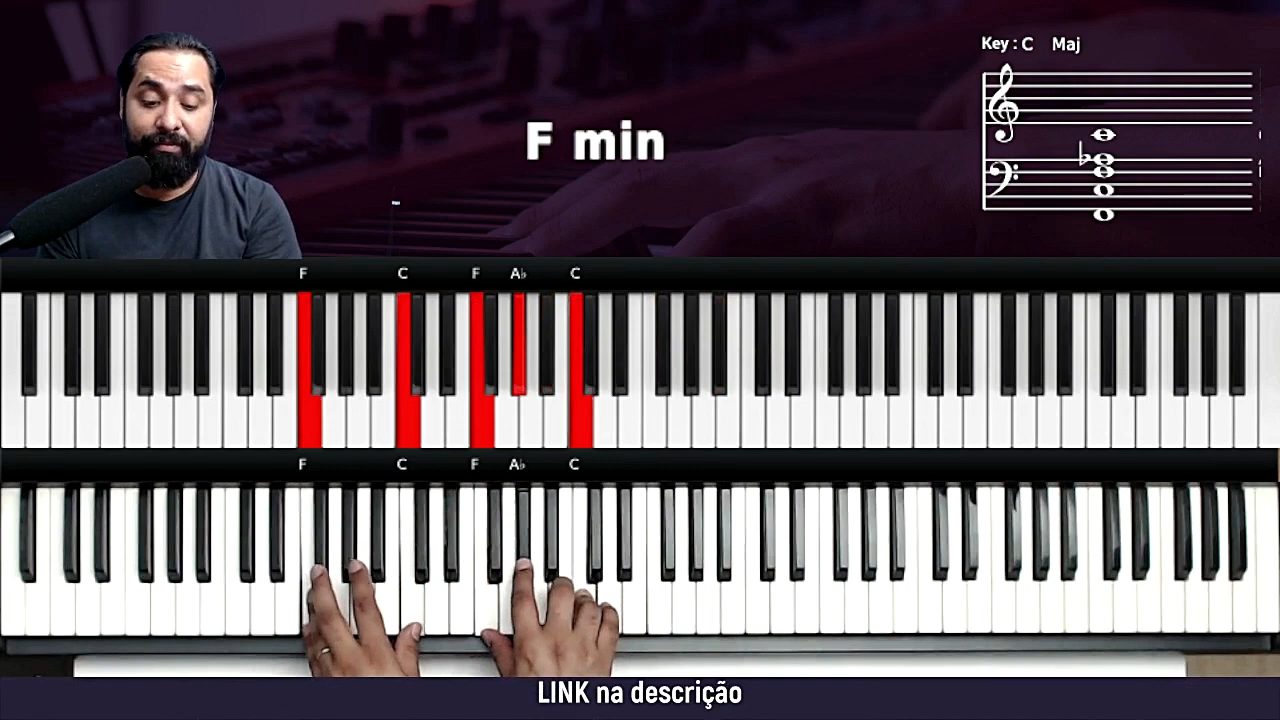 Key : C Maj
F min
F C F A♭ C
F C F A♭ C
LINK na descrição